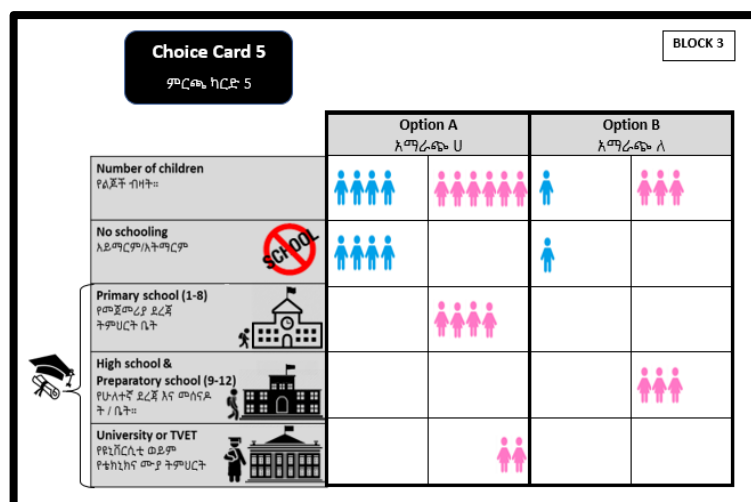 Choice Card 5
ምርጫ ካርድ 5
BLOCK 3
Option A
አማራጭ ሀ
Option B
አማራጭ ለ
Number of children
የልጆች ብዛት።
No schooling
አይማርም/አትማርም
SCHOOL
Primary school (1-8)
የመጀመሪያ ደረጃ
ትምህርት ቤት
High school &
Preparatory school (9-12)
የሁለተኛ ደረጃ እና መሰናዶ
ት / ቤት።
University or TVET
የዩኒቨርሲቲ ወይም
የቴክኒክና ሙያ ትምህርት